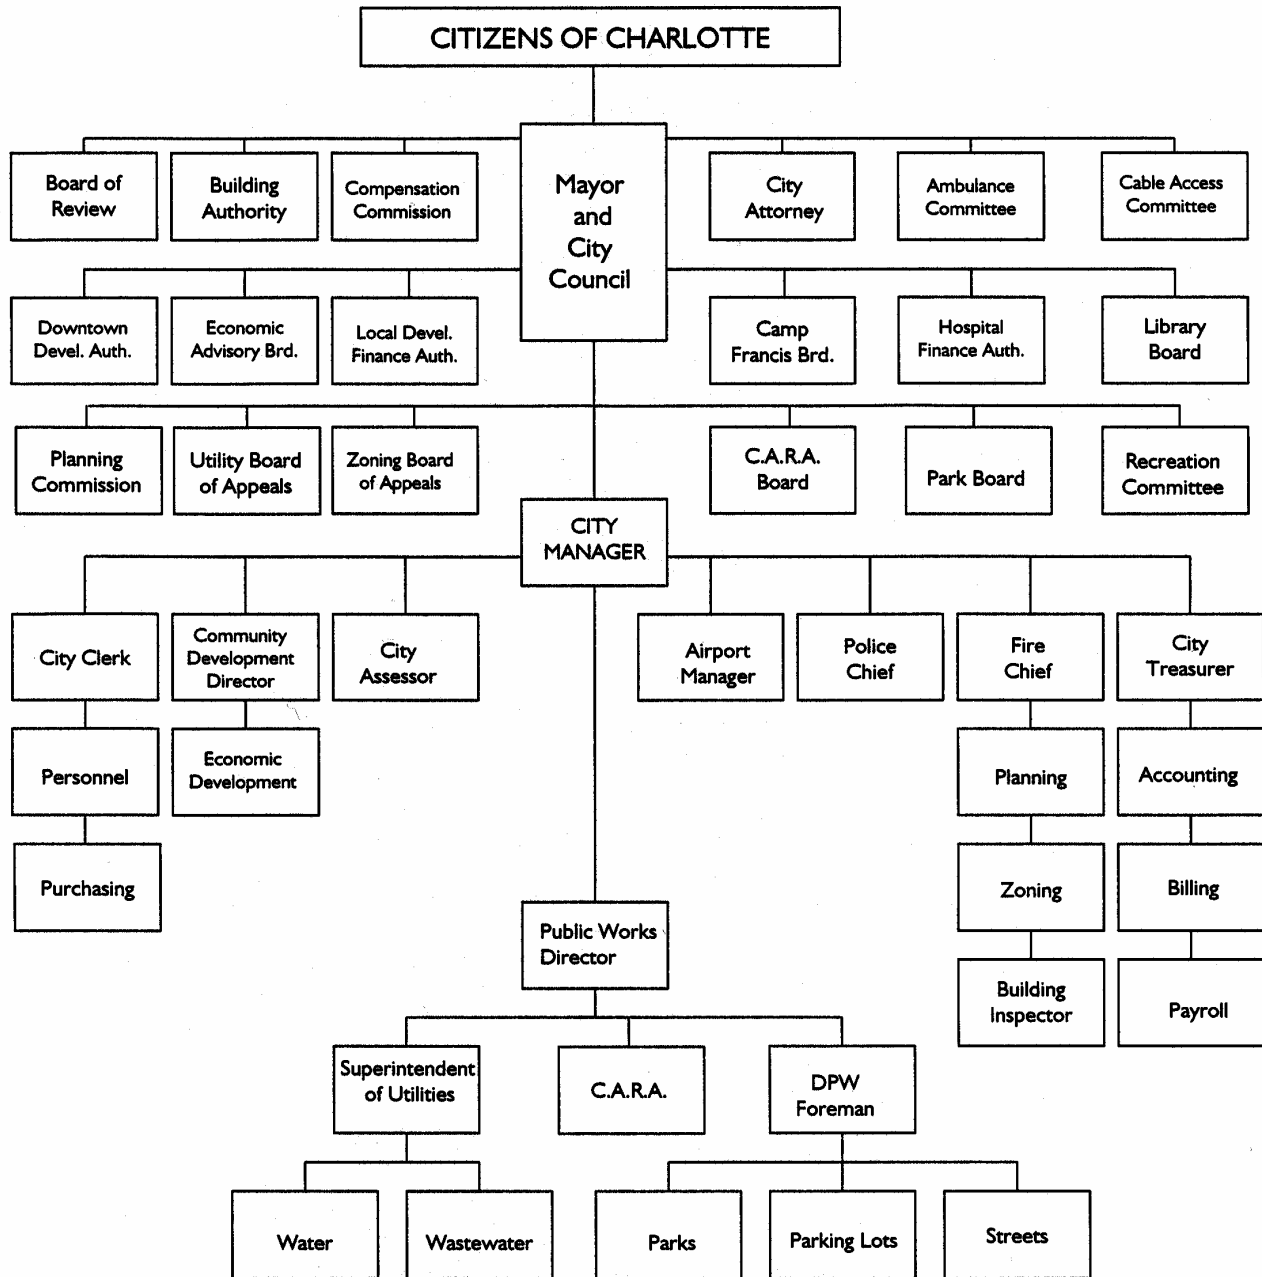 CITIZENS OF CHARLOTTE
Mayor
and
City
Council
Board of
Review
Building
Authority
Compensation
Commission
City
Attorney
Ambulance
Committee
Cable Access
Committee
Downtown
Devel. Auth.
Economic
Advisory Brd.
Local Devel.
Finance Auth.
Camp
Francis Brd.
Hospital
Finance Auth.
Library
Board
Planning
Commission
Utility Board
of Appeals
Zoning Board
of Appeals
C.A.R.A.
Board
Park Board
Recreation
Committee
CITY
MANAGER
City Clerk
Community
Development
Director
City
Assessor
Airport
Manager
Police
Chief
Fire
Chief
City
Treasurer
Personnel
Economic
Development
Planning
Accounting
Purchasing
Zoning
Billing
Public Works
Director
Building
Inspector
Payroll
Superintendent
of Utilities
C.A.R.A.
DPW
Foreman
Water
Wastewater
Parks
Parking Lots
Streets